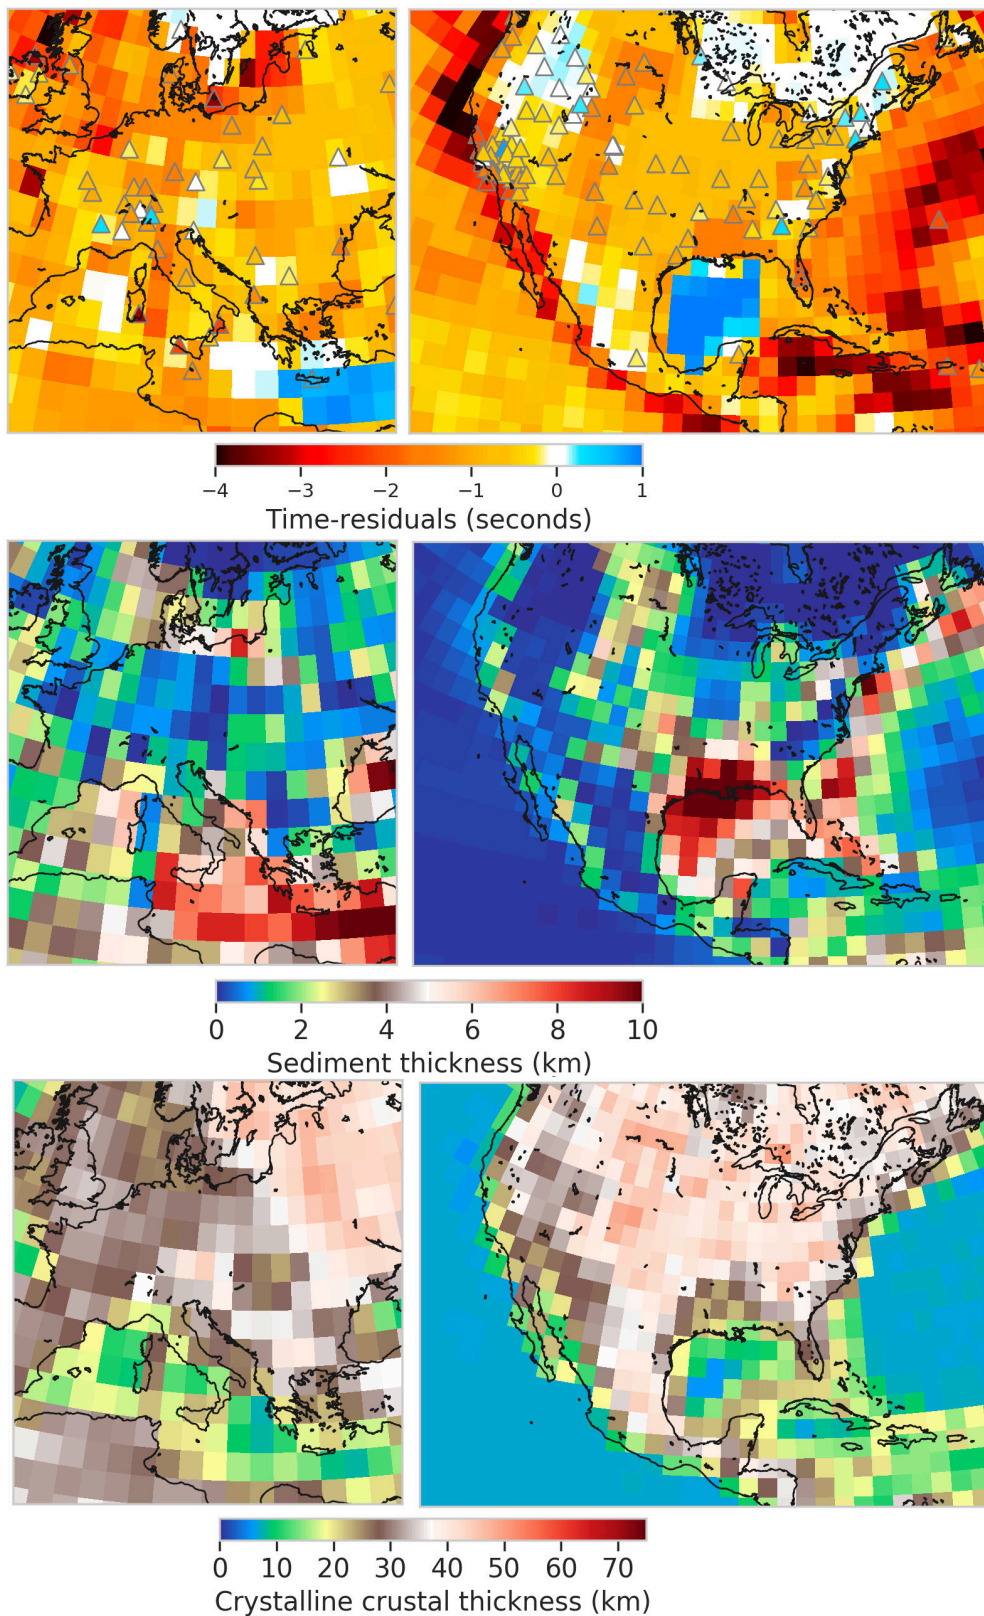 −4 −3 −2 −1 0 1
Time-residuals (seconds)
0 2 4 6 8 10
Sediment thickness (km)
0 10 20 30 40 50 60 70
Crystalline crustal thickness (km)